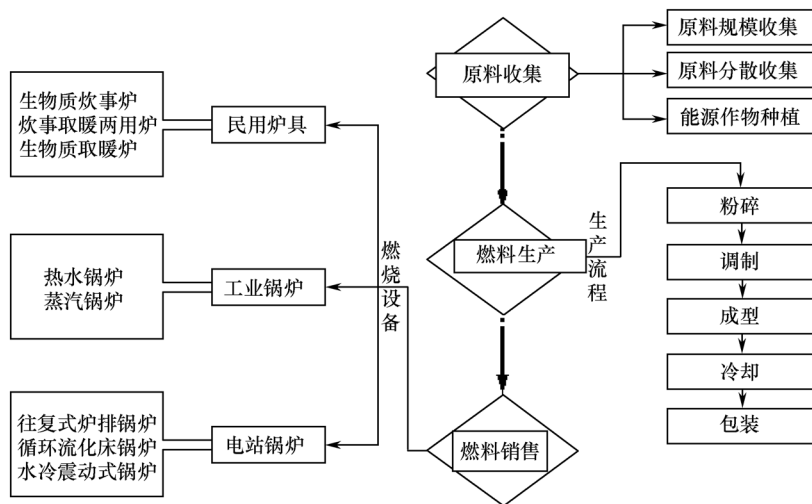 原料收集
原料规模收集
原料分散收集
能源作物种植
燃料生产
生产流程
粉碎
调制
成型
冷却
包装
燃料销售
燃烧设备
民用炉具
生物质炊事炉
炊事取暖两用炉
生物质取暖炉
工业锅炉
热水锅炉
蒸汽锅炉
电站锅炉
往复式炉排锅炉
循环流化床锅炉
水冷震动式锅炉